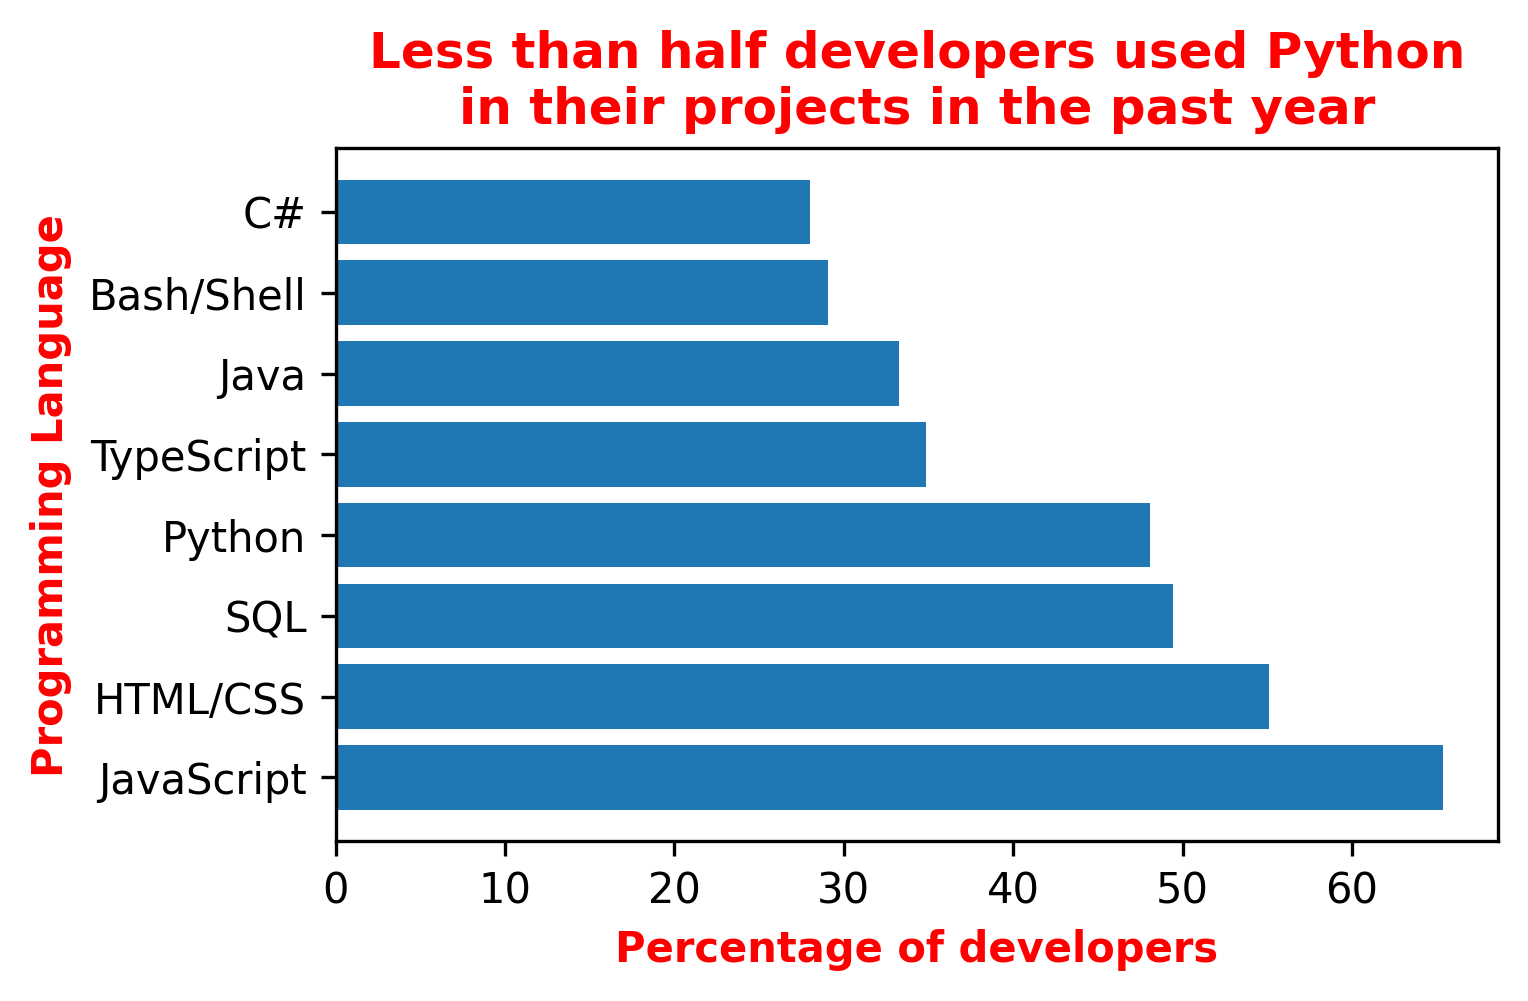 Less than half developers used Python
in their projects in the past year
Programming Language
C#
Bash/Shell
Java
TypeScript
Python
SQL
HTML/CSS
JavaScript
0 10 20 30 40 50 60
Percentage of developers